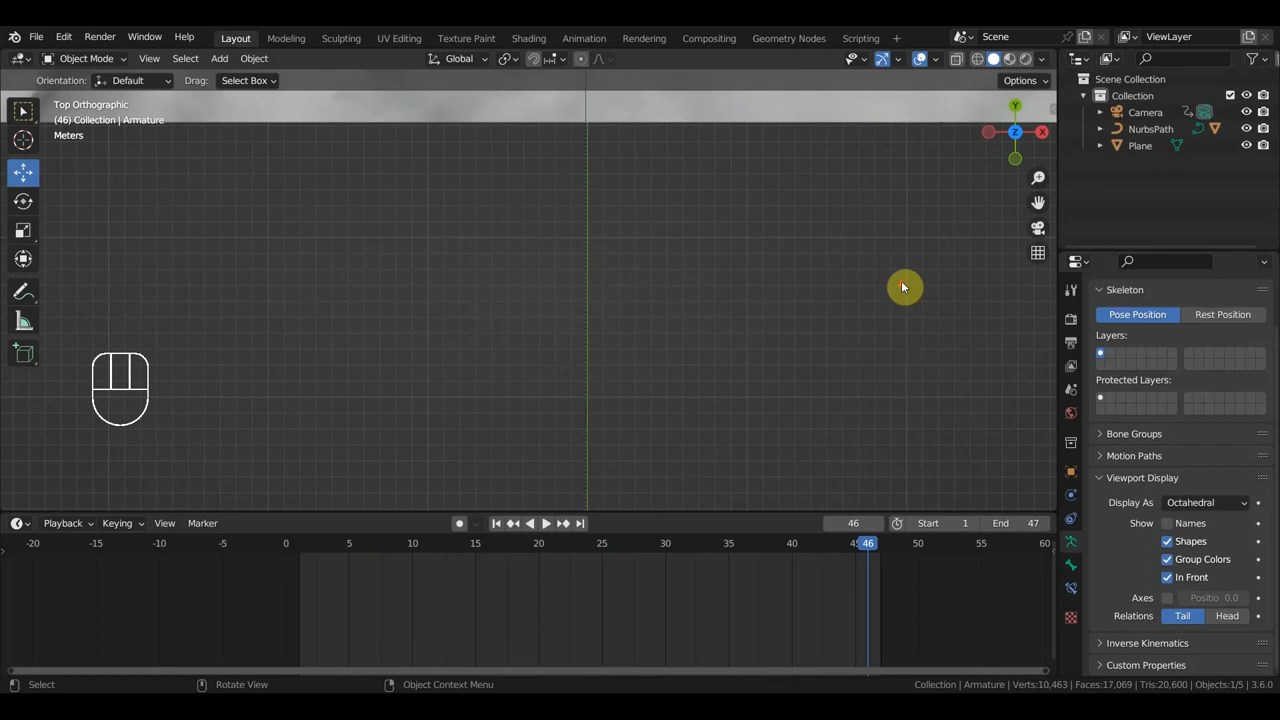 File Edit Render Window Help Layout Modeling Sculpting UV Editing Texture Paint Shading Animation Rendering Compositing Geometry Nodes Scripting + Scene ViewLayer
Object Mode View Select Add Object Global
Orientation: Default Drag: Select Box Options
Top Orthographic
(46) Collection | Armature
Meters
Y
X
Z
Scene Collection
Collection
Camera
NurbsPath
Plane
Skeleton
Pose Position Rest Position
Layers:
Protected Layers:
Bone Groups
Motion Paths
Viewport Display
Display As Octahedral
Show Names
Shapes
Group Colors
In Front
Axes Positio 0.0
Relations Tail Head
Inverse Kinematics
Custom Properties
Playback Keying View Marker 46 Start 1 End 47
-20 -15 -10 -5 0 5 10 15 20 25 30 35 40 45 46 50 55 60
Select Rotate View Object Context Menu Collection | Armature | Verts:10,463 | Faces:17,069 | Tris:20,600 | Objects:1/5 | 3.6.0